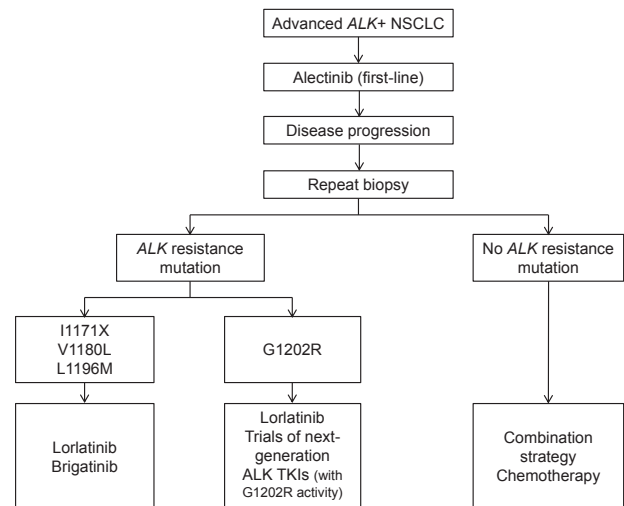 Advanced ALK+ NSCLC
Alectinib (first-line)
Disease progression
Repeat biopsy
ALK resistance
mutation
No ALK resistance
mutation
I1171X
V1180L
L1196M
G1202R
Lorlatinib
Brigatinib
Lorlatinib
Trials of next-
generation
ALK TKIs (with
G1202R activity)
Combination
strategy
Chemotherapy